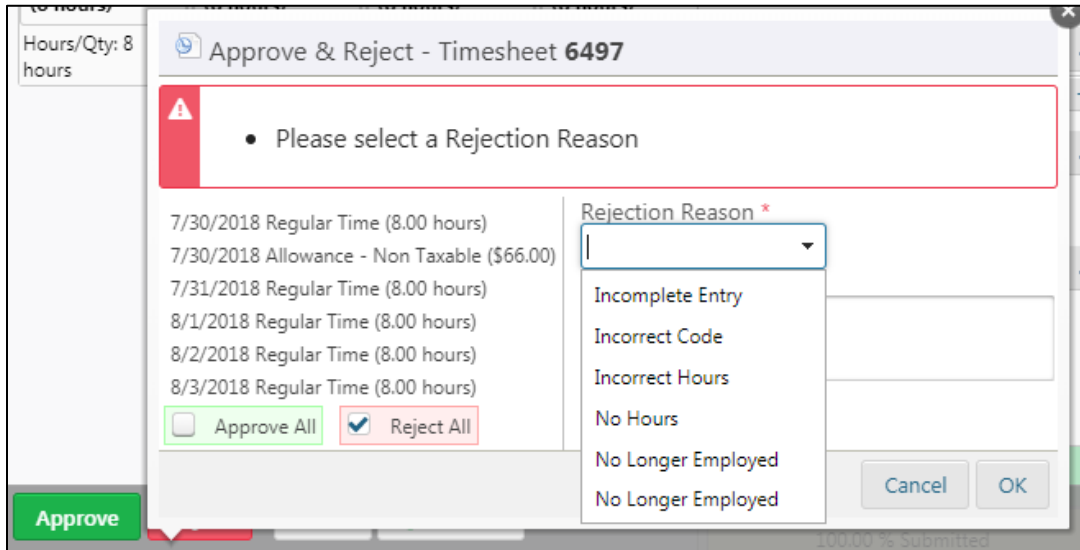 Hours/Qty: 8
hours
Approve & Reject - Timesheet 6497
• Please select a Rejection Reason
7/30/2018 Regular Time (8.00 hours)
7/30/2018 Allowance - Non Taxable ($66.00)
7/31/2018 Regular Time (8.00 hours)
8/1/2018 Regular Time (8.00 hours)
8/2/2018 Regular Time (8.00 hours)
8/3/2018 Regular Time (8.00 hours)
Approve All
Reject All
Rejection Reason *
Incomplete Entry
Incorrect Code
Incorrect Hours
No Hours
No Longer Employed
No Longer Employed
Cancel
OK
Approve
100.00 % Submitted